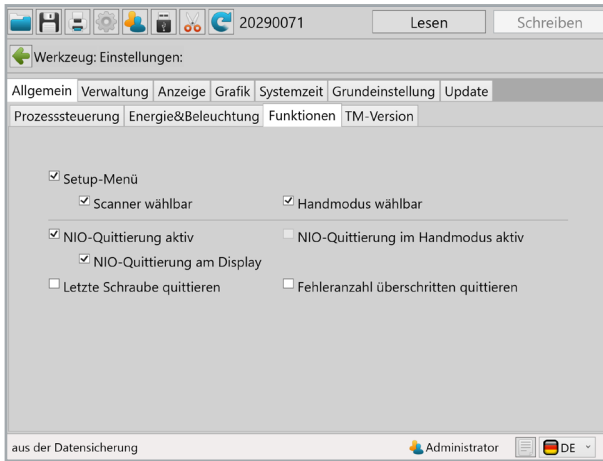 20290071 Lesen Schreiben
Werkzeug: Einstellungen:
Allgemein Verwaltung Anzeige Grafik Systemzeit Grundeinstellung Update
Prozesssteuerung Energie&Beleuchtung Funktionen TM-Version
Setup-Menü
Scanner wählbar Handmodus wählbar
NIO-Quittierung aktiv NIO-Quittierung im Handmodus aktiv
NIO-Quittierung am Display
Letzte Schraube quittieren Fehleranzahl überschritten quittieren
aus der Datensicherung Administrator DE